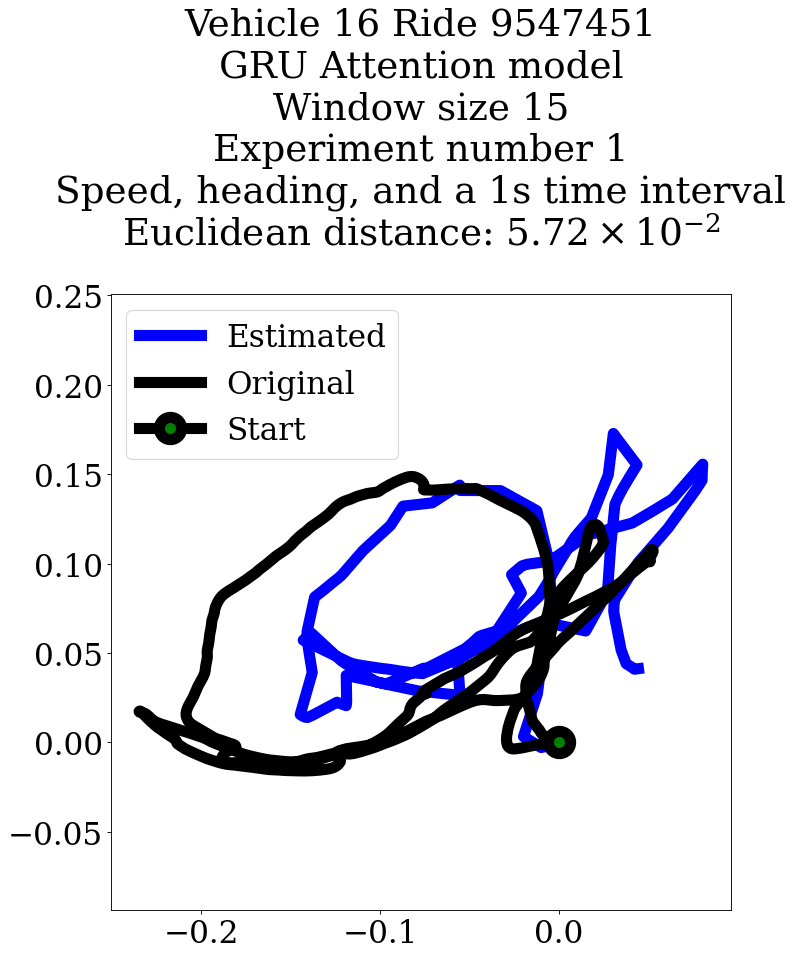 Vehicle 16 Ride 9547451
GRU Attention model
Window size 15
Experiment number 1
Speed, heading, and a 1s time interval
Euclidean distance: 5.72 × 10⁻²
0.25
0.20
0.15
0.10
0.05
0.00
−0.05
Estimated
Original
Start
−0.2
−0.1
0.0